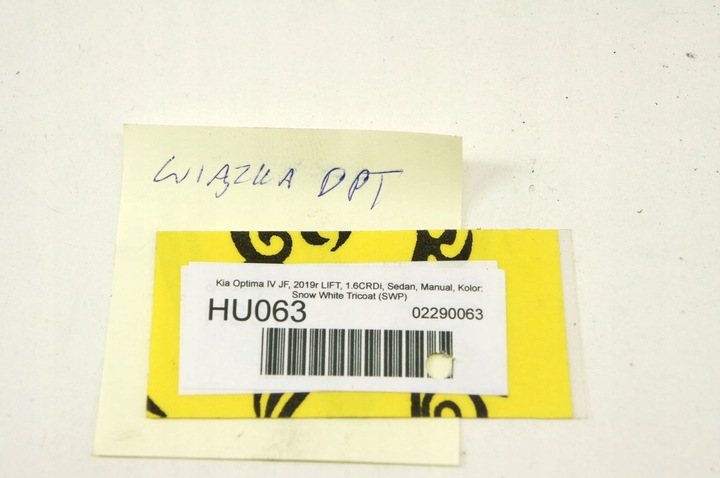 WIĄZKA DPT
Kia Optima IV JF, 2019r LIFT, 1.6CRDi, Sedan, Manual, Kolor:
Snow White Tricoat (SWP)
HU063 02290063